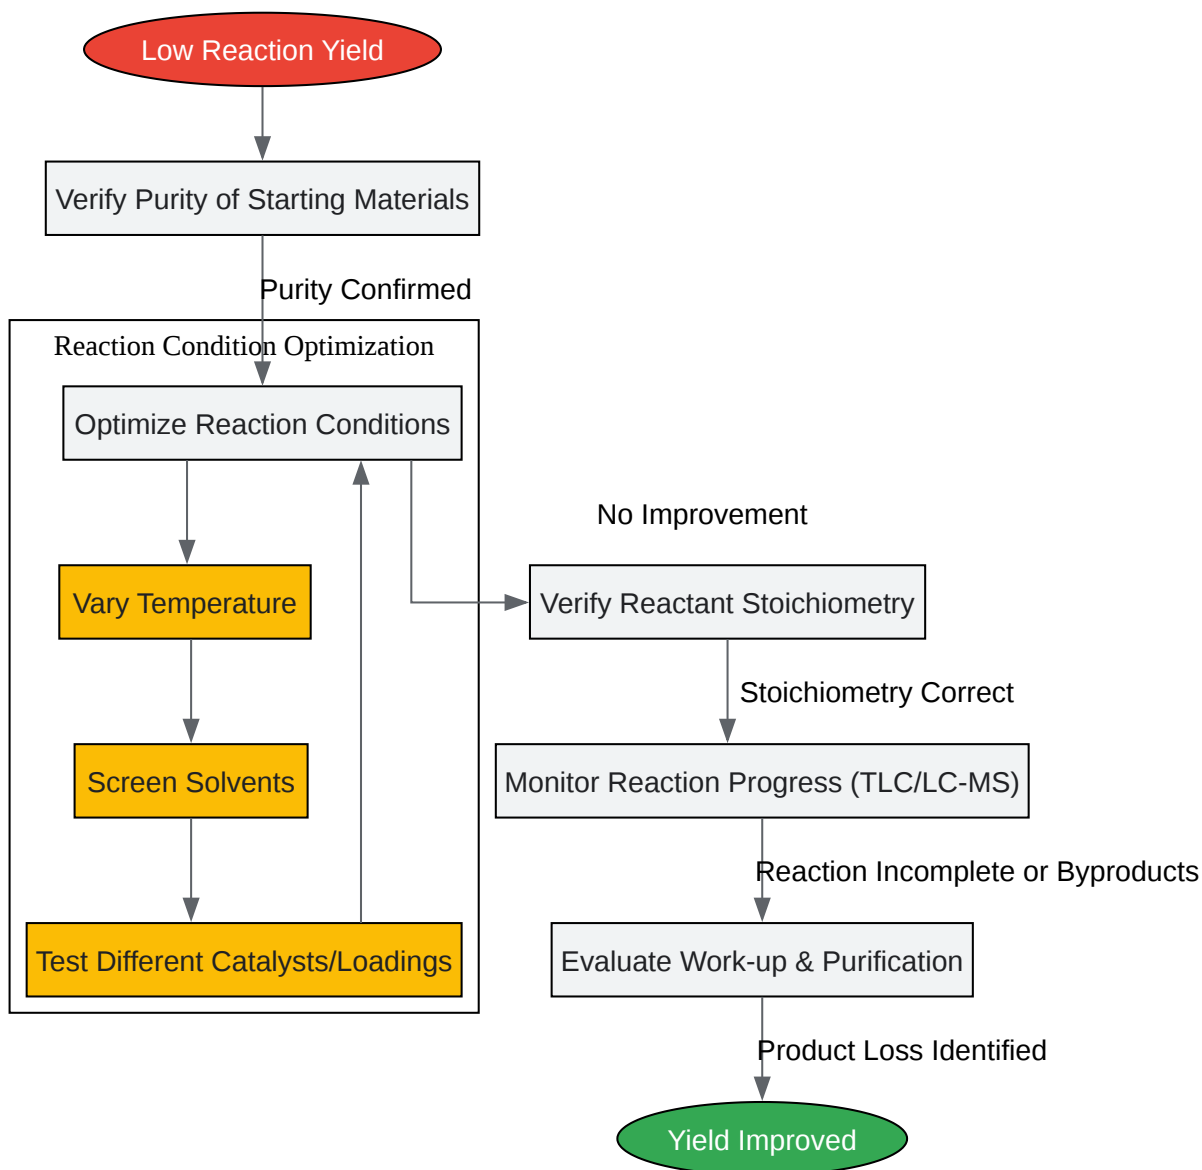 Low Reaction Yield
Verify Purity of Starting Materials
Purity Confirmed
Reaction Condition Optimization
Optimize Reaction Conditions
No Improvement
Vary Temperature
Verify Reactant Stoichiometry
Stoichiometry Correct
Screen Solvents
Monitor Reaction Progress (TLC/LC-MS)
Reaction Incomplete or Byproducts
Test Different Catalysts/Loadings
Evaluate Work-up & Purification
Product Loss Identified
Yield Improved